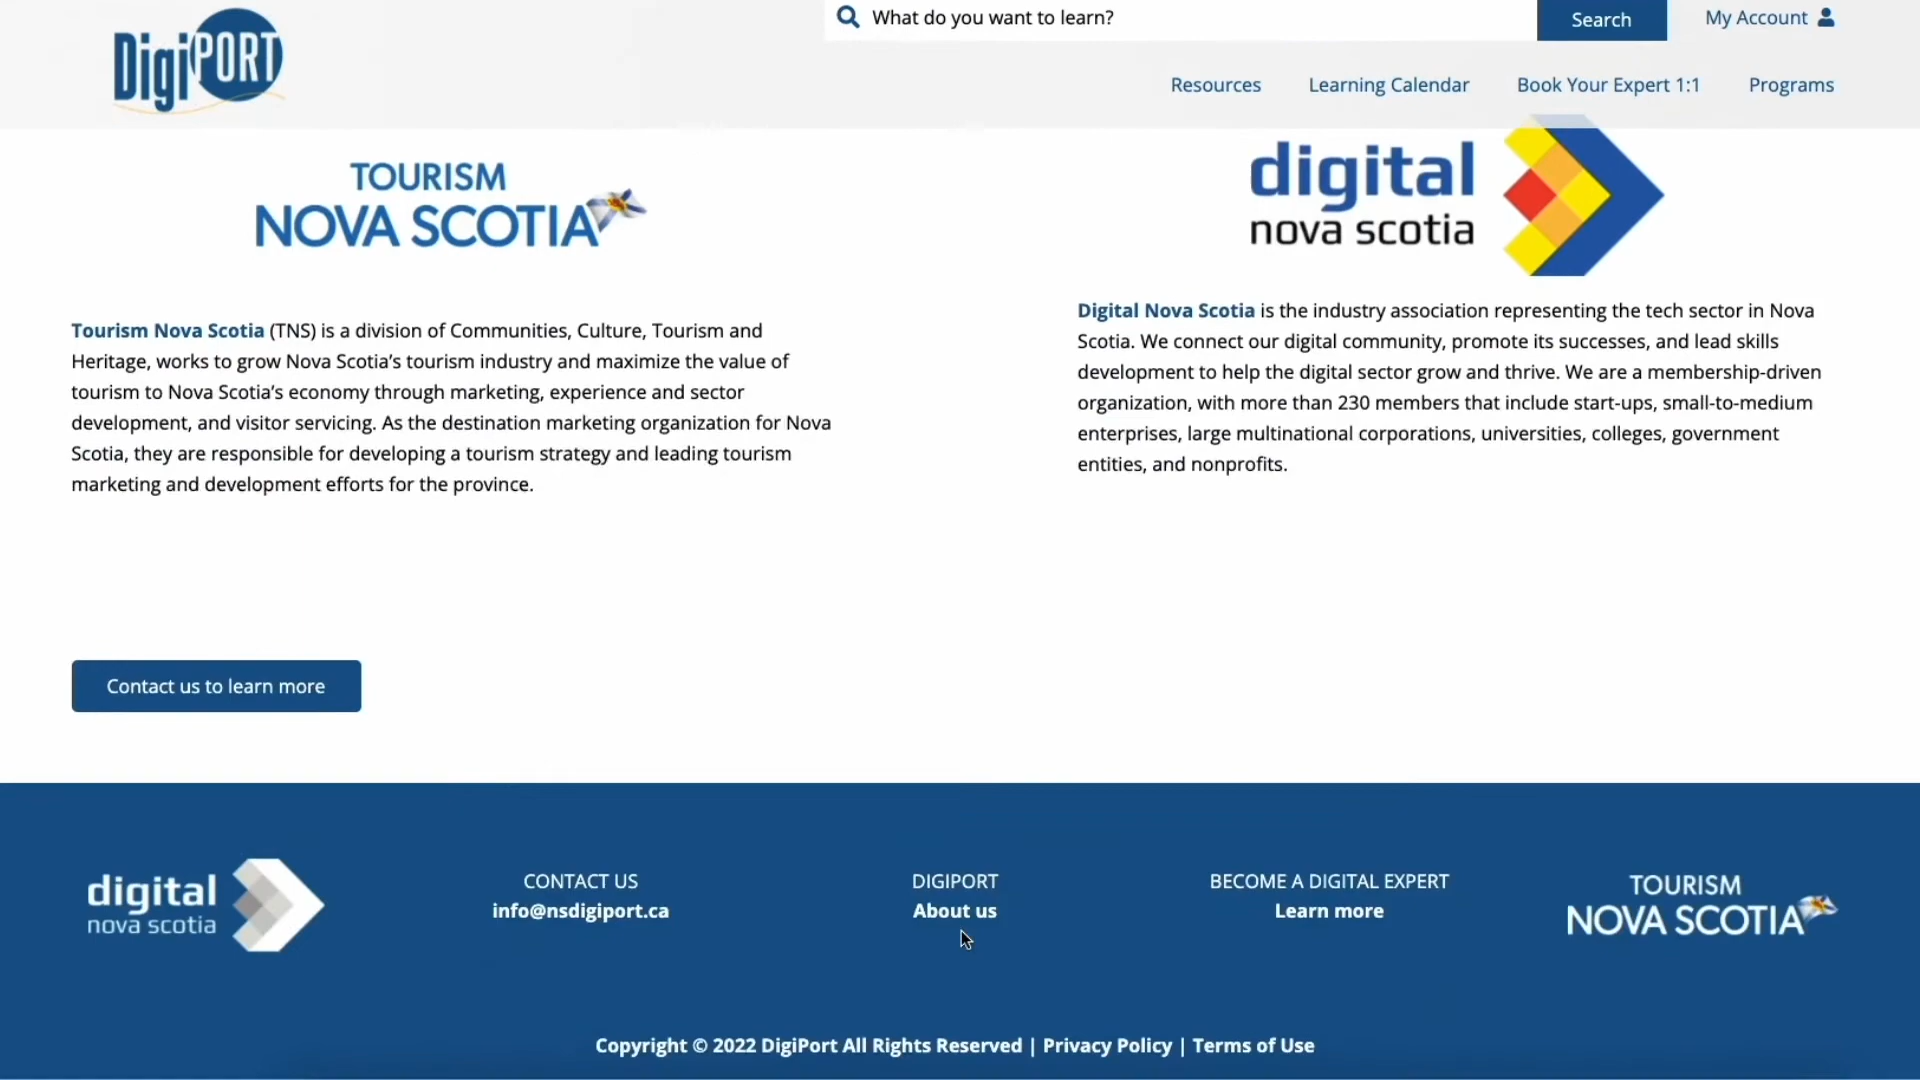 DigiPORT
What do you want to learn?
Search
My Account
Resources
Learning Calendar
Book Your Expert 1:1
Programs
TOURISM
NOVA SCOTIA
Tourism Nova Scotia (TNS) is a division of Communities, Culture, Tourism and
Heritage, works to grow Nova Scotia’s tourism industry and maximize the value of
tourism to Nova Scotia’s economy through marketing, experience and sector
development, and visitor servicing. As the destination marketing organization for Nova
Scotia, they are responsible for developing a tourism strategy and leading tourism
marketing and development efforts for the province.
digital
nova scotia
Digital Nova Scotia is the industry association representing the tech sector in Nova
Scotia. We connect our digital community, promote its successes, and lead skills
development to help the digital sector grow and thrive. We are a membership-driven
organization, with more than 230 members that include start-ups, small-to-medium
enterprises, large multinational corporations, universities, colleges, government
entities, and nonprofits.
Contact us to learn more
digital
nova scotia
CONTACT US
info@nsdigiport.ca
DIGIPORT
About us
BECOME A DIGITAL EXPERT
Learn more
TOURISM
NOVA SCOTIA
Copyright © 2022 DigiPort All Rights Reserved | Privacy Policy | Terms of Use